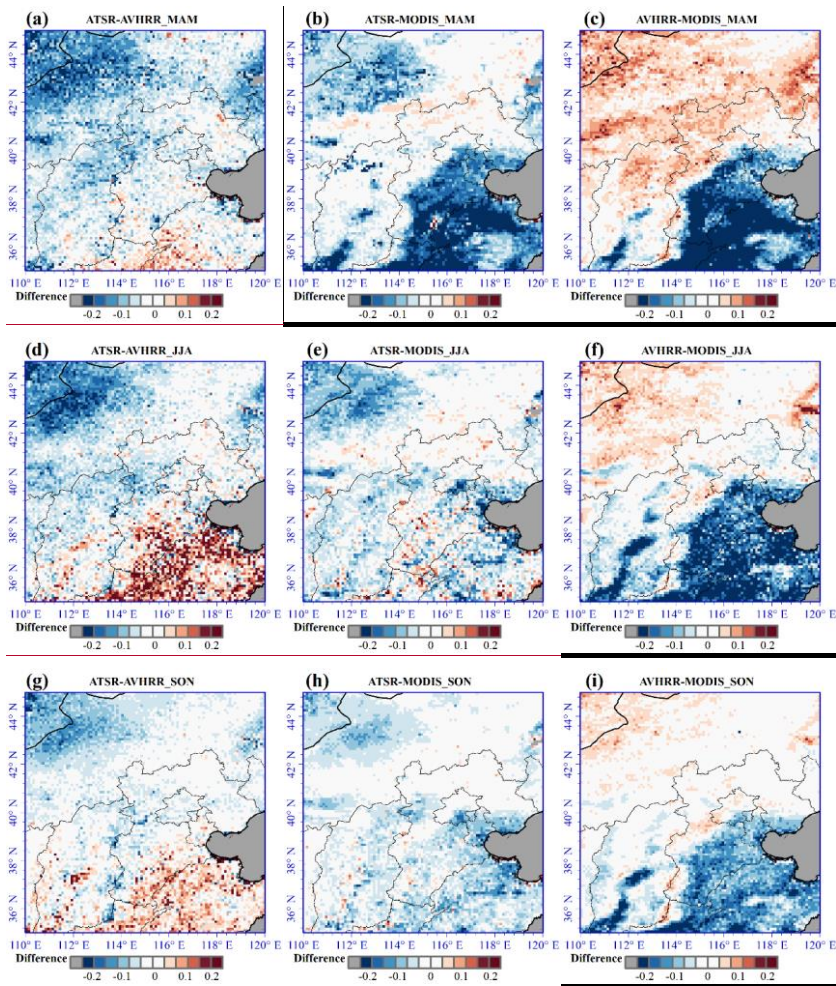 (a) ATSR-AVHRR_MAM
44° N
42° N
40° N
38° N
36° N
110° E 112° E 114° E 116° E 118° E 120° E
Difference
-0.2 -0.1 0 0.1 0.2
(b) ATSR-MODIS_MAM
44° N
42° N
40° N
38° N
36° N
110° E 112° E 114° E 116° E 118° E 120° E
Difference
-0.2 -0.1 0 0.1 0.2
(c) AVHRR-MODIS_MAM
44° N
42° N
40° N
38° N
36° N
110° E 112° E 114° E 116° E 118° E 120° E
Difference
-0.2 -0.1 0 0.1 0.2
(d) ATSR-AVHRR_JJA
44° N
42° N
40° N
38° N
36° N
110° E 112° E 114° E 116° E 118° E 120° E
Difference
-0.2 -0.1 0 0.1 0.2
(e) ATSR-MODIS_JJA
44° N
42° N
40° N
38° N
36° N
110° E 112° E 114° E 116° E 118° E 120° E
Difference
-0.2 -0.1 0 0.1 0.2
(f) AVHRR-MODIS_JJA
44° N
42° N
40° N
38° N
36° N
110° E 112° E 114° E 116° E 118° E 120° E
Difference
-0.2 -0.1 0 0.1 0.2
(g) ATSR-AVHRR_SON
44° N
42° N
40° N
38° N
36° N
110° E 112° E 114° E 116° E 118° E 120° E
Difference
-0.2 -0.1 0 0.1 0.2
(h) ATSR-MODIS_SON
44° N
42° N
40° N
38° N
36° N
110° E 112° E 114° E 116° E 118° E 120° E
Difference
-0.2 -0.1 0 0.1 0.2
(i) AVHRR-MODIS_SON
44° N
42° N
40° N
38° N
36° N
110° E 112° E 114° E 116° E 118° E 120° E
Difference
-0.2 -0.1 0 0.1 0.2